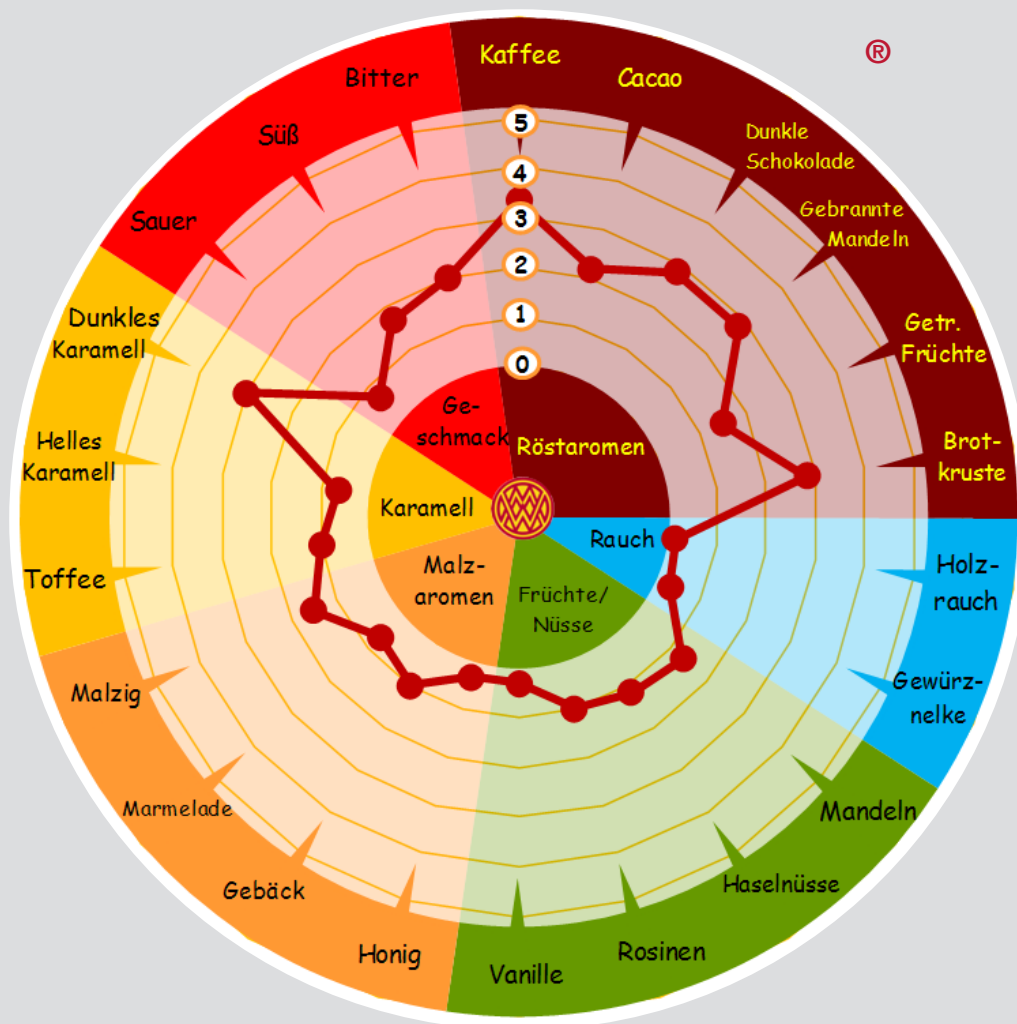 ®
Kaffee
Cacao
Dunkle
Schokolade
Gebrannte
Mandeln
Getr.
Früchte
Brot-
kruste
Holz-
rauch
Gewürz-
nelke
Mandeln
Haselnüsse
Rosinen
Vanille
Honig
Gebäck
Marmelade
Malzig
Toffee
Helles
Karamell
Dunkles
Karamell
Sauer
Süß
Bitter
5
4
3
2
1
0
Ge-
schmack
Röstaromen
Karamell
Rauch
Malz-
aromen
Früchte/
Nüsse